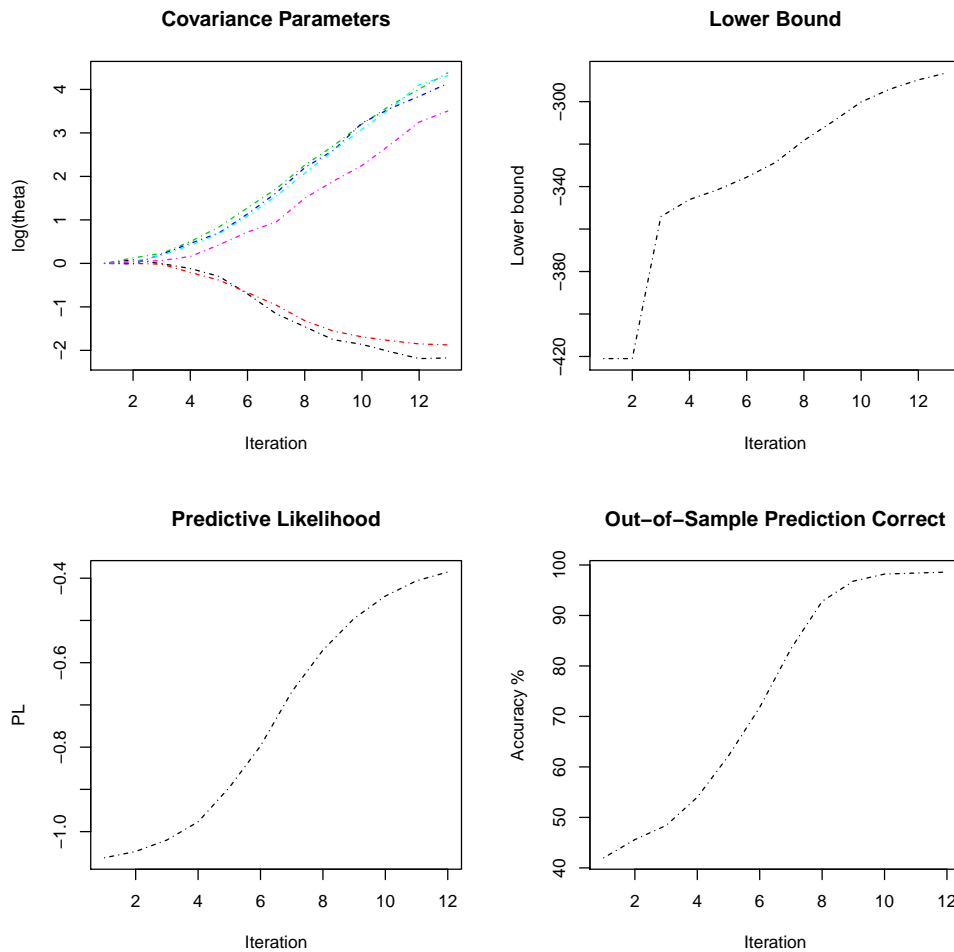 Covariance Parameters
log(theta)
4
3
2
1
0
−1
−2
2 4 6 8 10 12
Iteration
Lower Bound
Lower bound
−300
−340
−380
−420
2 4 6 8 10 12
Iteration
Predictive Likelihood
PL
−0.4
−0.6
−0.8
−1.0
2 4 6 8 10 12
Iteration
Out−of−Sample Prediction Correct
Accuracy %
100
90
80
70
60
50
40
2 4 6 8 10 12
Iteration